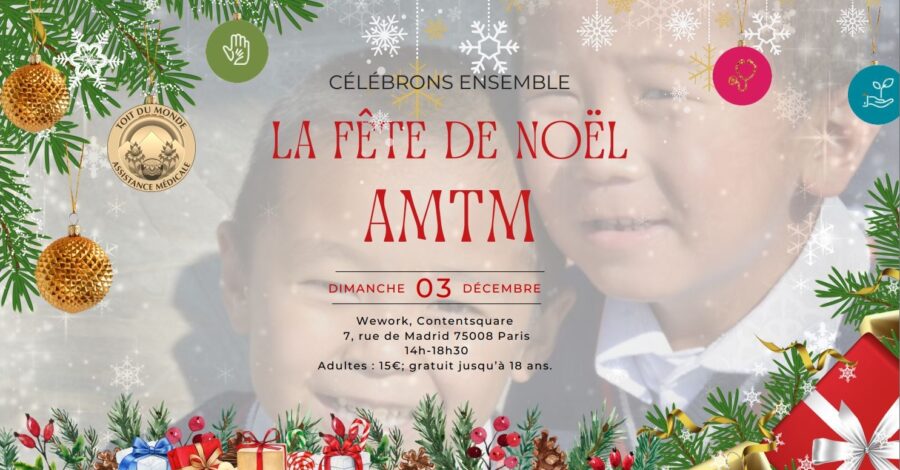 CÉLÉBRONS ENSEMBLE
TOIT DU MONDE
ASSISTANCE MÉDICALE
LA FÊTE DE NOËL
AMTM
DIMANCHE 03 DÉCEMBRE
Wework, Contentsquare
7, rue de Madrid 75008 Paris
14h-18h30
Adultes : 15€; gratuit jusqu'à 18 ans.